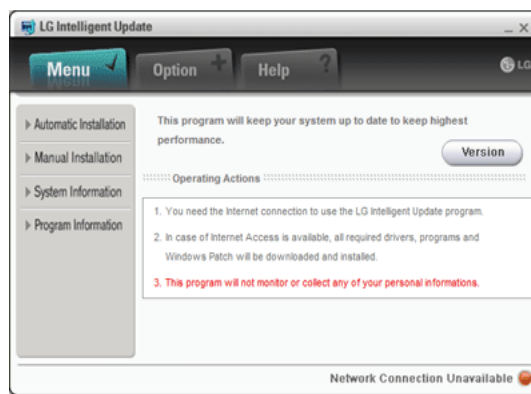 LG Intelligent Update
Menu
Option
Help
LG
Automatic Installation
Manual Installation
System Information
Program Information
This program will keep your system up to date to keep highest
performance.
Version
Operating Actions
1. You need the Internet connection to use the LG Intelligent Update program.
2. In case of Internet Access is available, all required drivers, programs and
Windows Patch will be downloaded and installed.
3. This program will not monitor or collect any of your personal informations.
Network Connection Unavailable